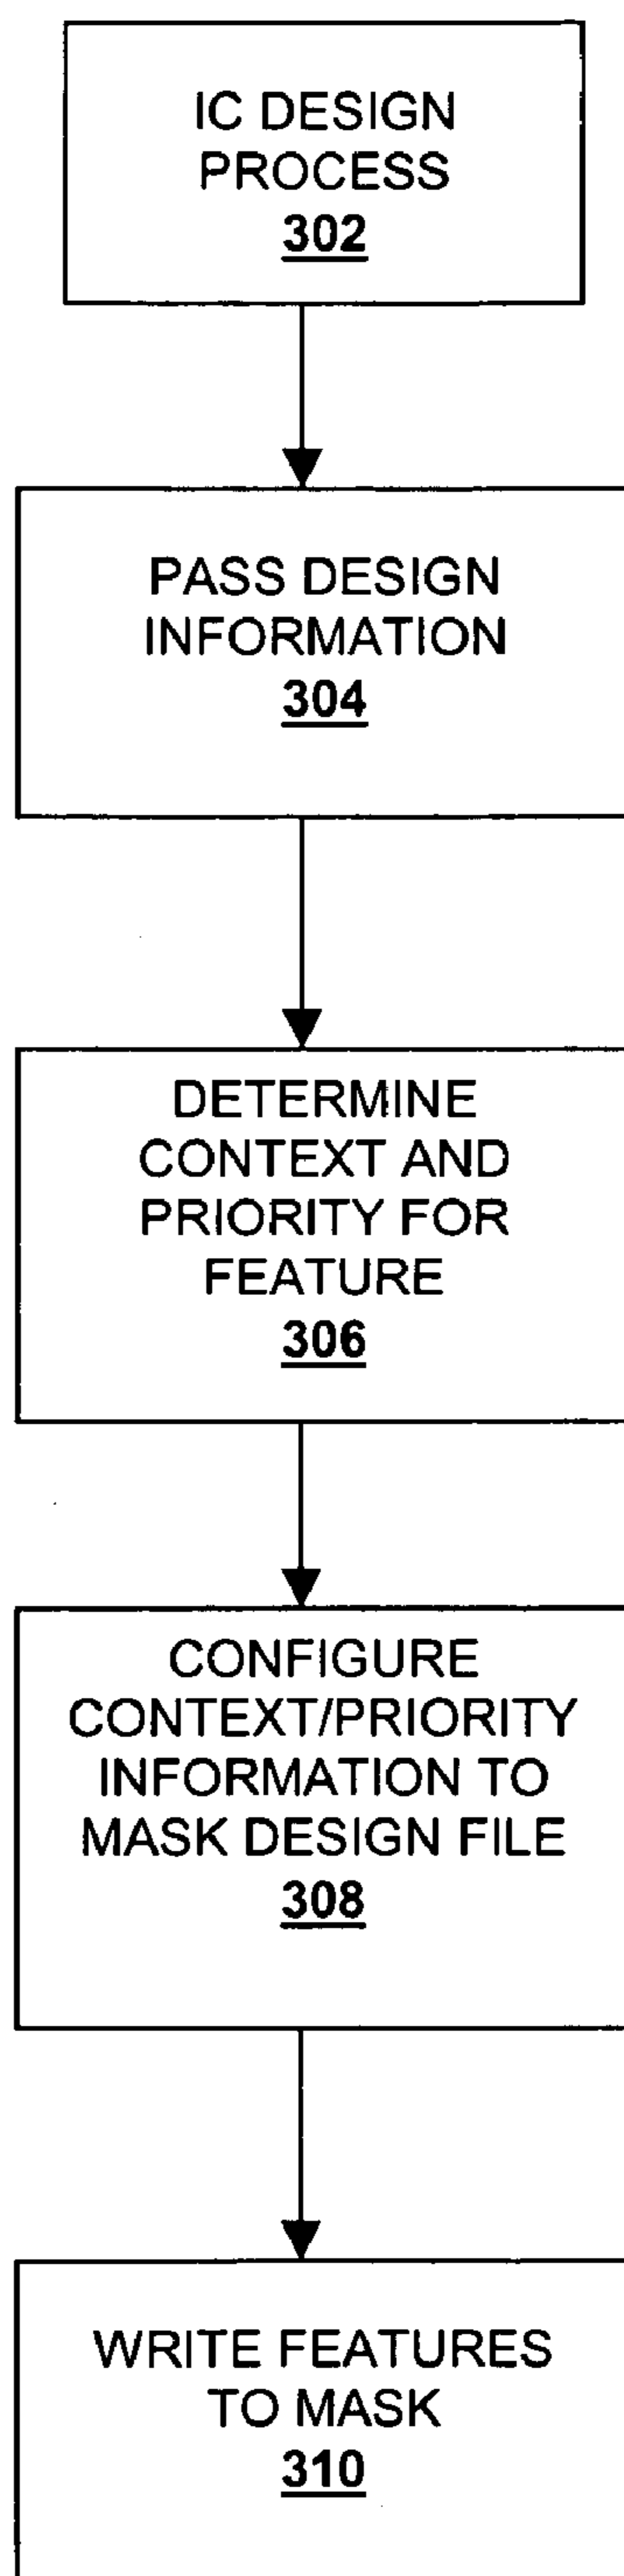 IC DESIGN
PROCESS
302
PASS DESIGN
INFORMATION
304
DETERMINE
CONTEXT AND
PRIORITY FOR
FEATURE
306
CONFIGURE
CONTEXT/PRIORITY
INFORMATION TO
MASK DESIGN FILE
308
WRITE FEATURES
TO MASK
310